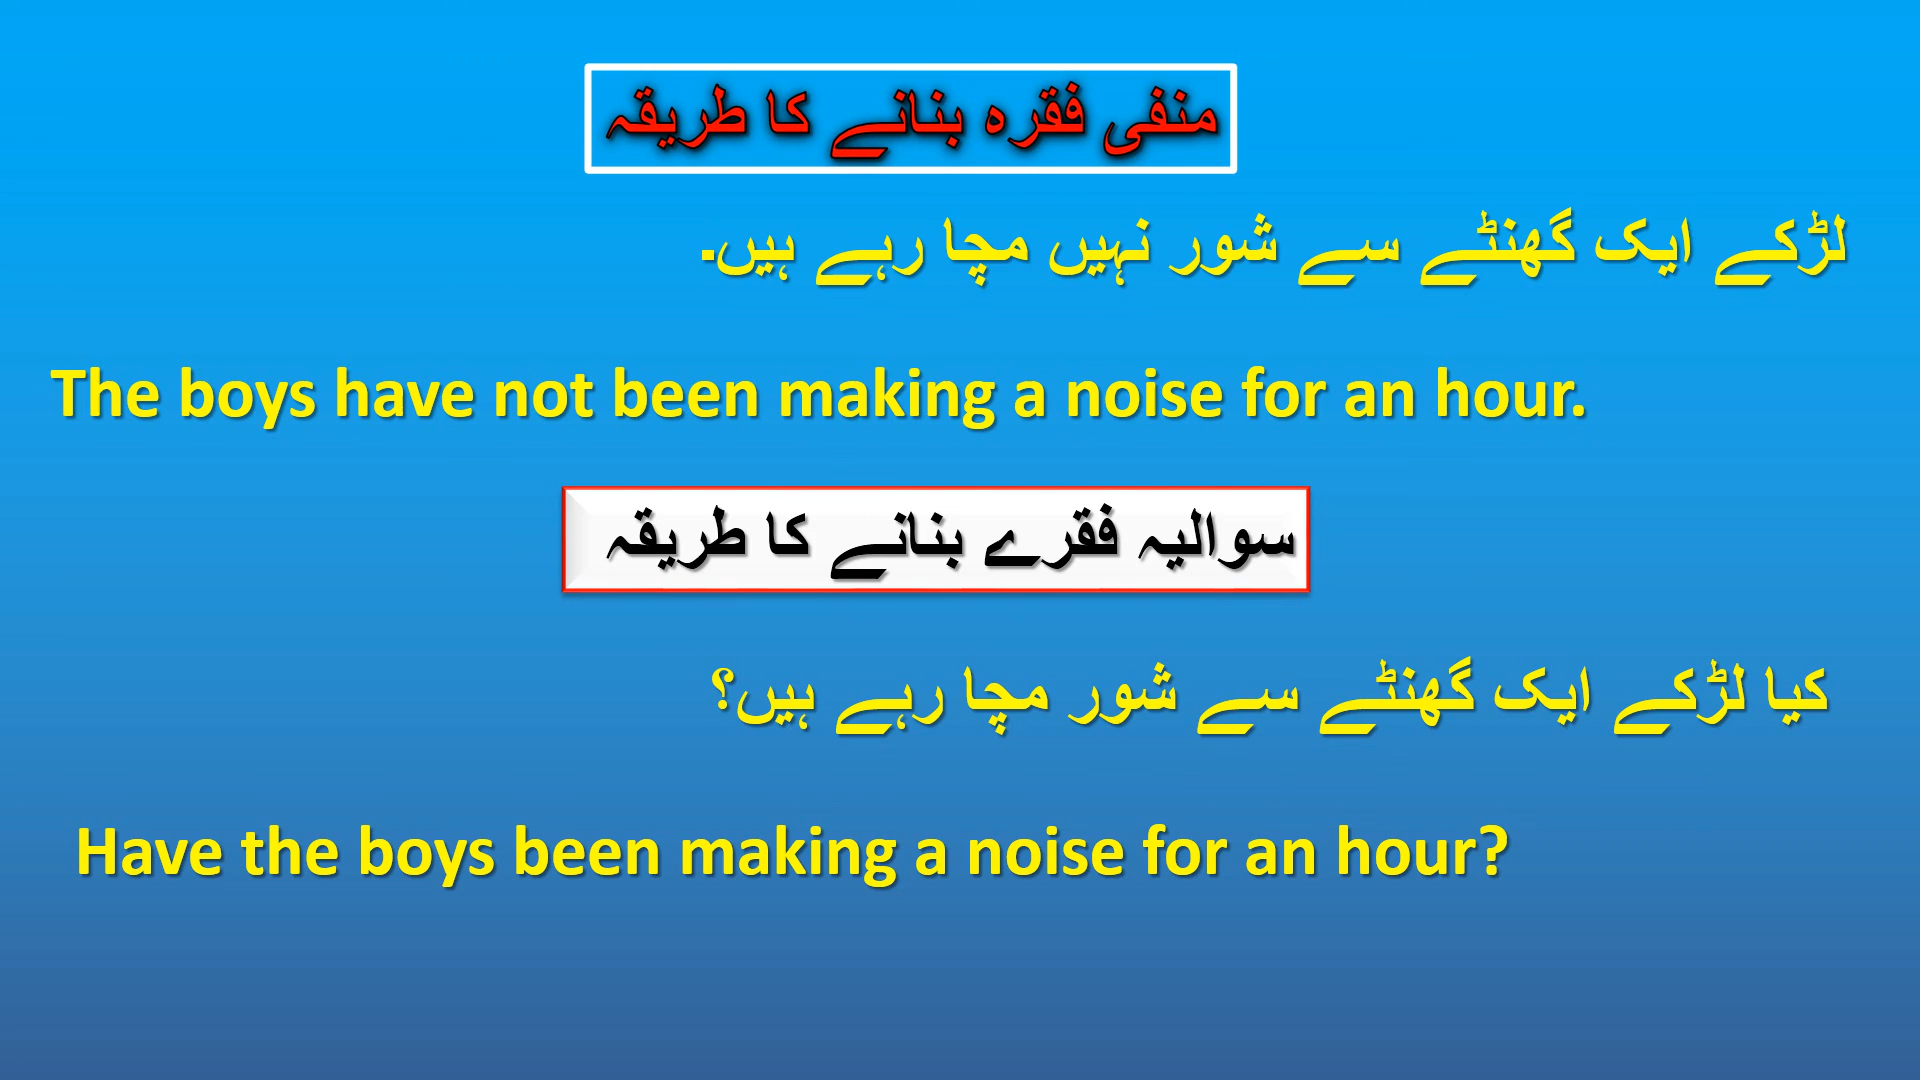 منفی فقرہ بنانے کا طریقہ
لڑکے ایک گھنٹے سے شور نہیں مچا رہے ہیں.
The boys have not been making a noise for an hour.
سوالیہ فقرے بنانے کا طریقہ
کیا لڑکے ایک گھنٹے سے شور مچا رہے ہیں؟
Have the boys been making a noise for an hour?